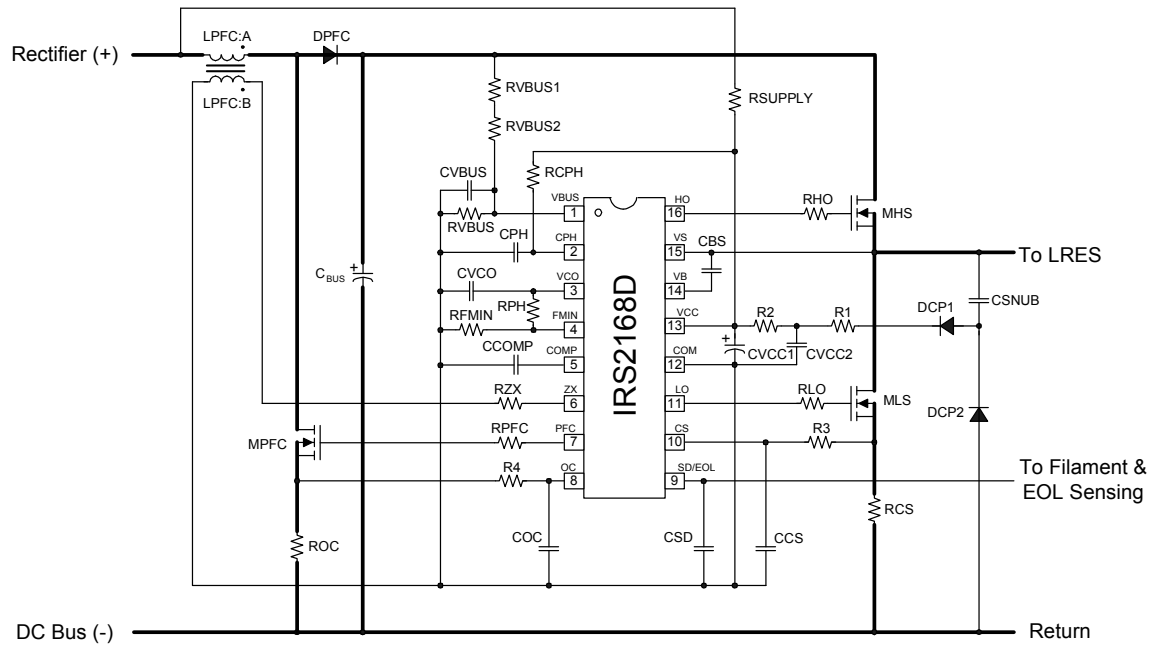 LPFC:A
DPFC
Rectifier (+)
LPFC:B
RVBUS1
RSUPPLY
RVBUS2
CVBUS
RCPH
VBUS
1
RVBUS
HO
16
RHO
MHS
CPH
CPH
2
VS
15
CBS
To LRES
CBUS
+
CVCO
VCO
3
VB
14
CSNUB
RPH
RFMIN
FMIN
4
VCC
13
R2
R1
DCP1
+
CVCC1
CVCC2
CCOMP
COMP
5
COM
12
IRS2168D
RZX
ZX
6
LO
11
RLO
MLS
DCP2
MPFC
RPFC
PFC
7
CS
10
R3
R4
OC
8
SD/EOL
9
To Filament &
EOL Sensing
RCS
ROC
COC
CSD
CCS
DC Bus (-)
Return